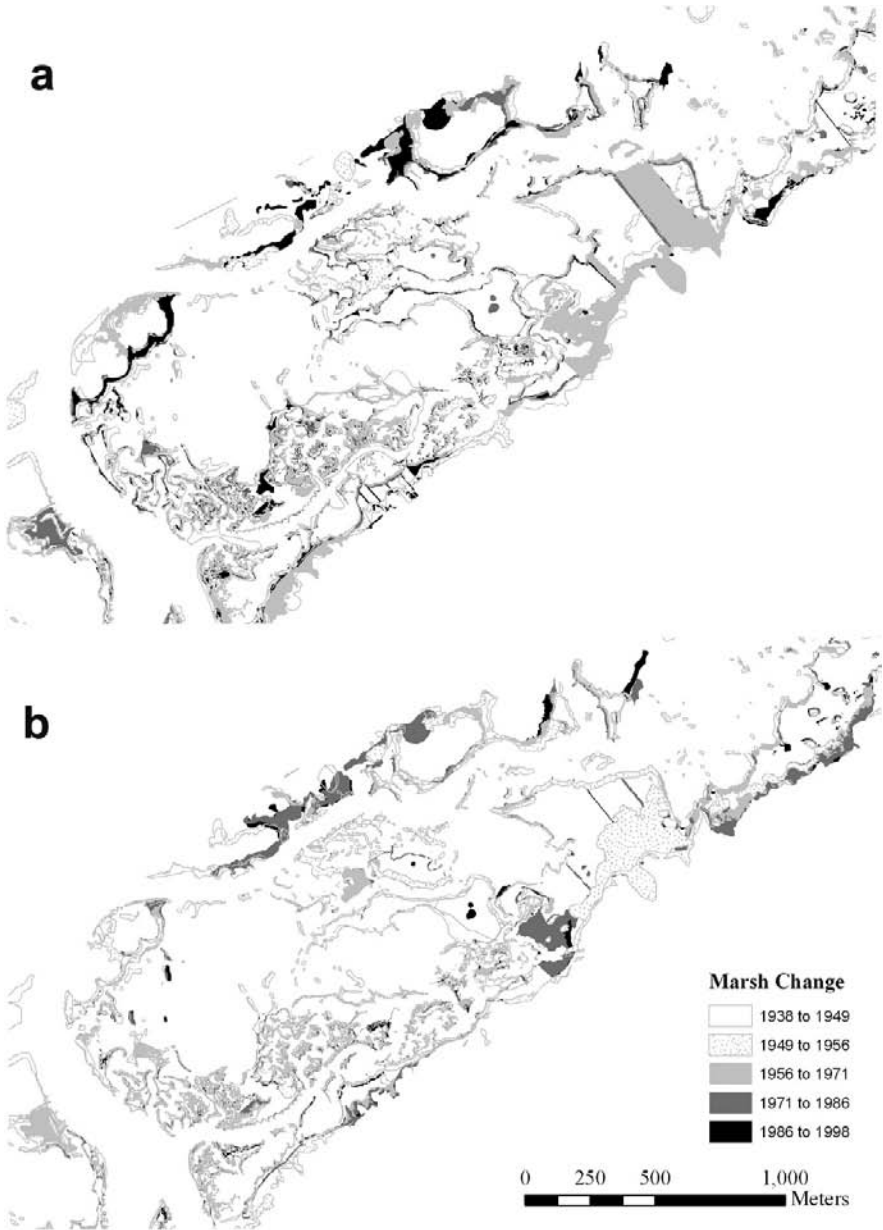 a
b
Marsh Change
1938 to 1949
1949 to 1956
1956 to 1971
1971 to 1986
1986 to 1998
0 250 500 1,000
Meters